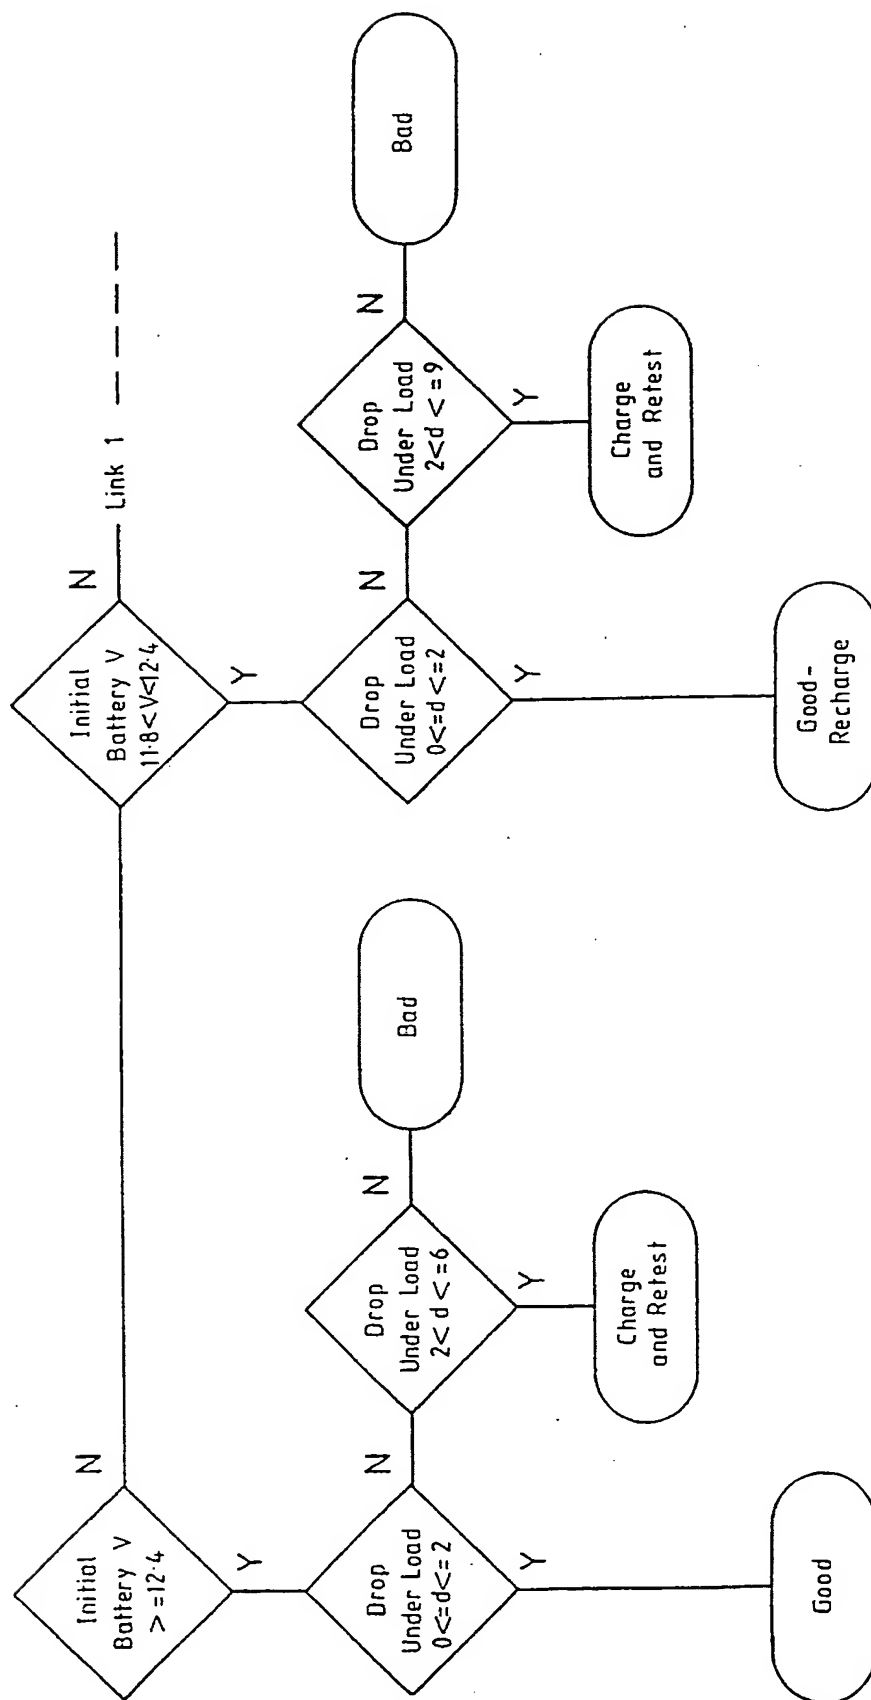 Initial
Battery V
> =12·4
N
Y
Drop
Under Load
0<=d<=2
N
Y
Good
Drop
Under Load
2< d < =6
N
Y
Charge
and Retest
Bad
Initial
Battery V
11·8<V<12·4
N
Link 1
Y
Drop
Under Load
0<=d <=2
N
Y
Good-
Recharge
Drop
Under Load
2<d < =9
N
Y
Charge
and Retest
Bad